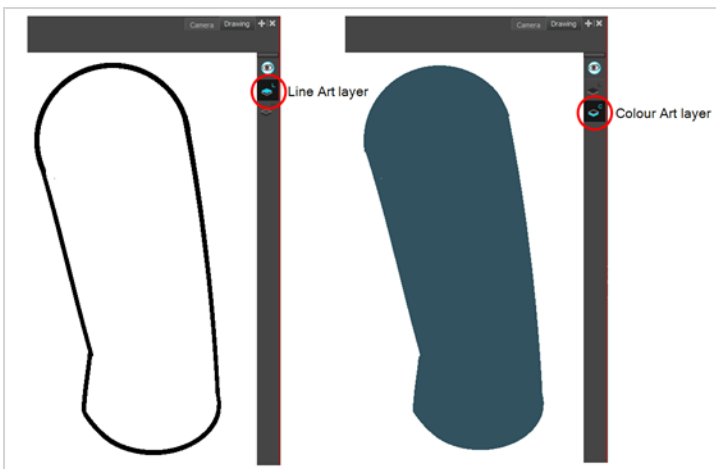 Camera Drawing
Camera Drawing
L
Line Art layer
C
Colour Art layer